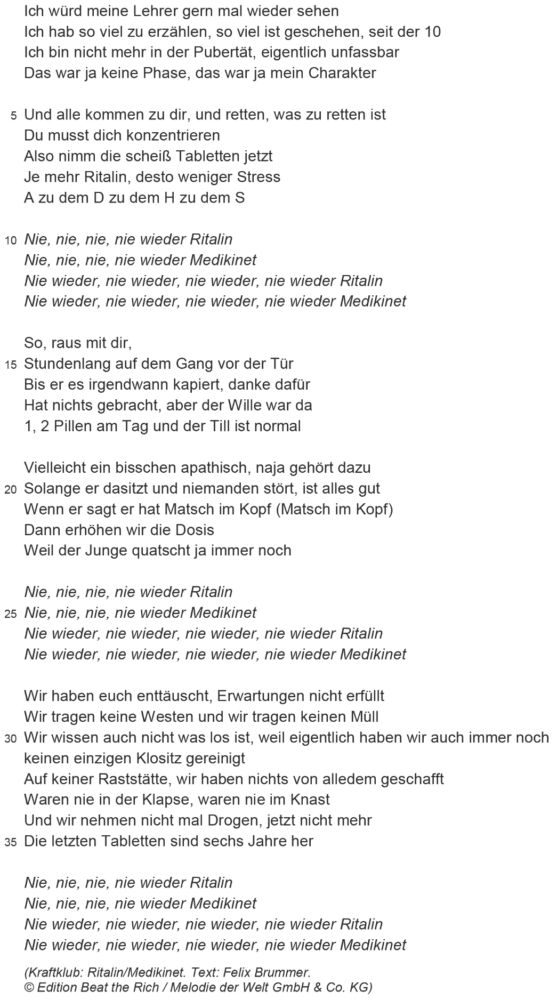 Ich würd meine Lehrer gern mal wieder sehen
Ich hab so viel zu erzählen, so viel ist geschehen, seit der 10
Ich bin nicht mehr in der Pubertät, eigentlich unfassbar
Das war ja keine Phase, das war ja mein Charakter
5 Und alle kommen zu dir, und retten, was zu retten ist
Du musst dich konzentrieren
Also nimm die scheiß Tabletten jetzt
Je mehr Ritalin, desto weniger Stress
A zu dem D zu dem H zu dem S
10 Nie, nie, nie, nie wieder Ritalin
Nie, nie, nie, nie wieder Medikinet
Nie wieder, nie wieder, nie wieder, nie wieder Ritalin
Nie wieder, nie wieder, nie wieder, nie wieder Medikinet
So, raus mit dir,
15 Stundenlang auf dem Gang vor der Tür
Bis er es irgendwann kapiert, danke dafür
Hat nichts gebracht, aber der Wille war da
1, 2 Pillen am Tag und der Till ist normal
Vielleicht ein bisschen apathisch, naja gehört dazu
20 Solange er dasitzt und niemanden stört, ist alles gut
Wenn er sagt er hat Matsch im Kopf (Matsch im Kopf)
Dann erhöhen wir die Dosis
Weil der Junge quatscht ja immer noch
Nie, nie, nie, nie wieder Ritalin
25 Nie, nie, nie, nie wieder Medikinet
Nie wieder, nie wieder, nie wieder, nie wieder Ritalin
Nie wieder, nie wieder, nie wieder, nie wieder Medikinet
Wir haben euch enttäuscht, Erwartungen nicht erfüllt
Wir tragen keine Westen und wir tragen keinen Müll
30 Wir wissen auch nicht was los ist, weil eigentlich haben wir auch immer noch
keinen einzigen Klositz gereinigt
Auf keiner Raststätte, wir haben nichts von alledem geschafft
Waren nie in der Klapse, waren nie im Knast
Und wir nehmen nicht mal Drogen, jetzt nicht mehr
35 Die letzten Tabletten sind sechs Jahre her
Nie, nie, nie, nie wieder Ritalin
Nie, nie, nie, nie wieder Medikinet
Nie wieder, nie wieder, nie wieder, nie wieder Ritalin
Nie wieder, nie wieder, nie wieder, nie wieder Medikinet
(Kraftklub: Ritalin/Medikinet. Text: Felix Brummer.
© Edition Beat the Rich / Melodie der Welt GmbH & Co. KG)